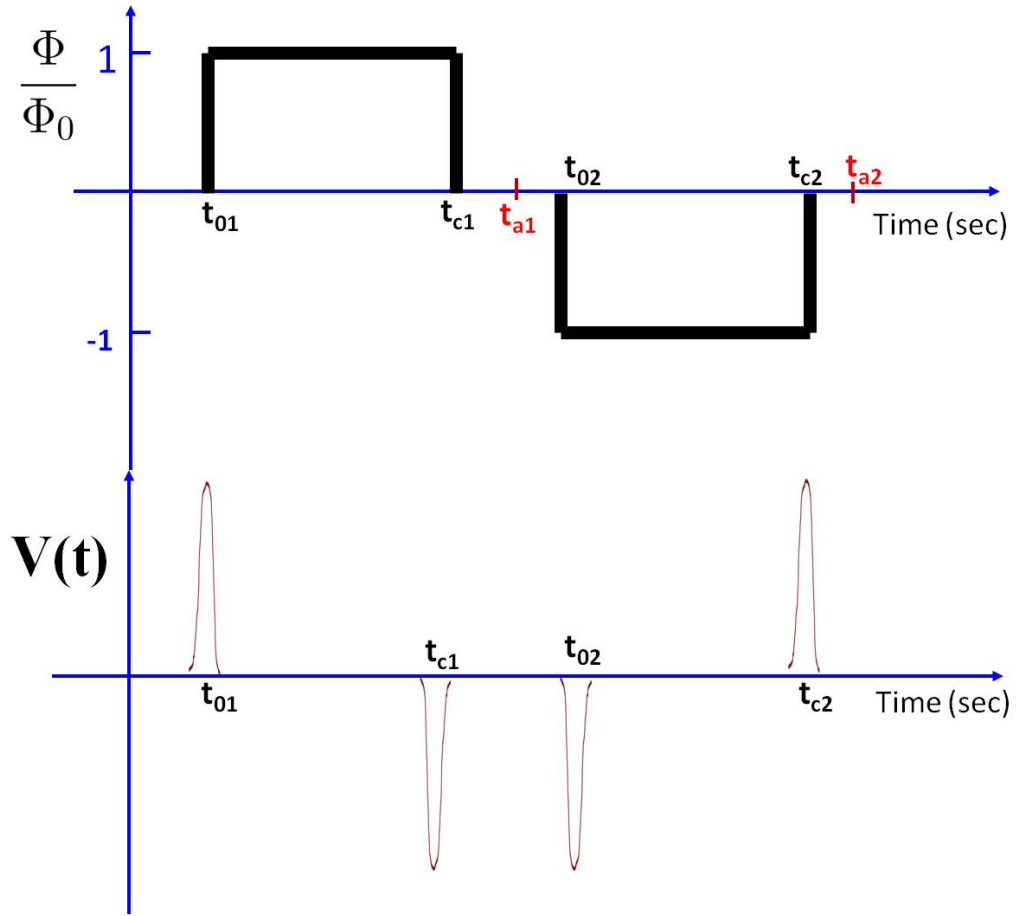 Φ
Φ0
1
t01
tc1
ta1
t02
tc2
ta2
Time (sec)
-1
V(t)
t01
tc1
t02
tc2
Time (sec)